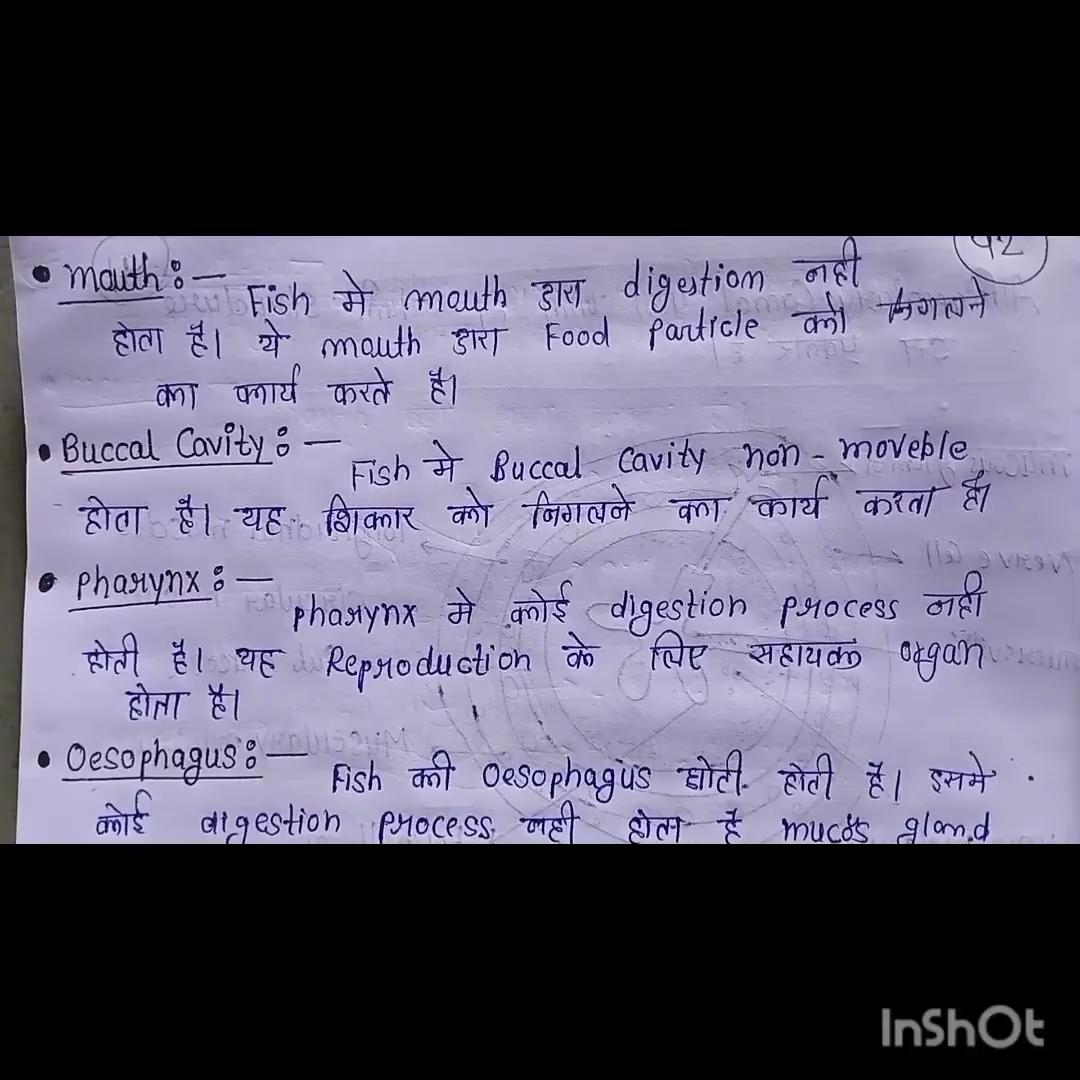 42
• Mouth : — Fish मे mouth द्वारा digestion नही
होता है। ये mouth द्वारा Food Particle को निगलने
का कार्य करते है।
• Buccal Cavity : — Fish मे Buccal Cavity non - moveble
होता है। यह शिकार को निगलने का कार्य करता है।
• Pharynx : — Pharynx मे कोई digestion process नही
होती है। यह Reproduction के लिए सहायक organ
होता है।
• Oesophagus : — Fish की Oesophagus छोटी होती है। इसमे
कोई digestion process नही होता है mucos gland
InShOt